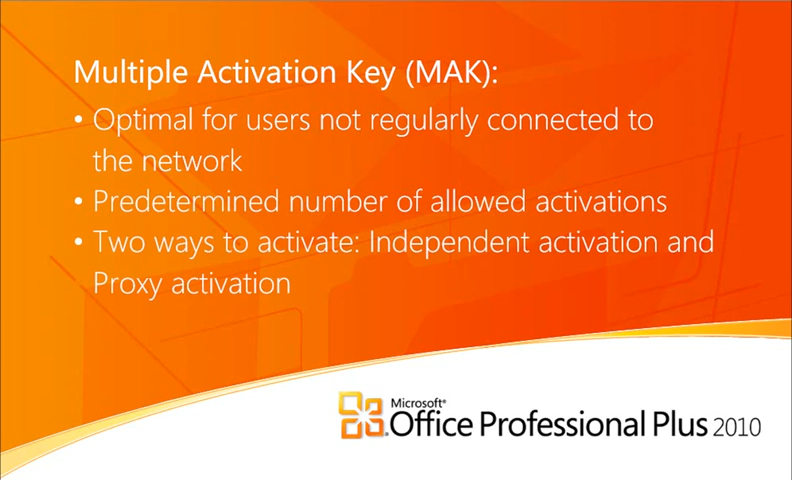 Multiple Activation Key (MAK):
• Optimal for users not regularly connected to
the network
• Predetermined number of allowed activations
• Two ways to activate: Independent activation and
Proxy activation
Microsoft®
Office Professional Plus 2010